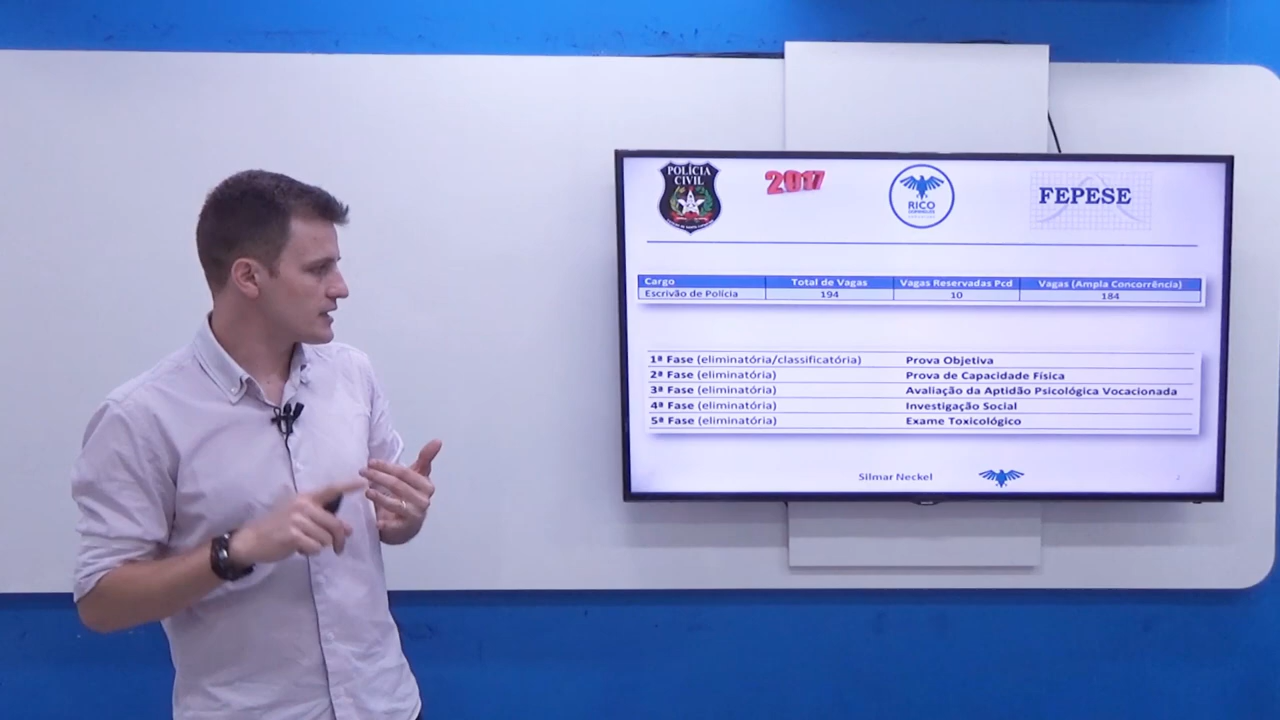 POLÍCIA
CIVIL
2017
RICO
DOMINGUES
FEPESE
Cargo Total de Vagas Vagas Reservadas Pcd Vagas (Ampla Concorrência)
Escrivão de Polícia 194 10 184
1ª Fase (eliminatória/classificatória) Prova Objetiva
2ª Fase (eliminatória) Prova de Capacidade Física
3ª Fase (eliminatória) Avaliação da Aptidão Psicológica Vocacionada
4ª Fase (eliminatória) Investigação Social
5ª Fase (eliminatória) Exame Toxicológico
Silmar Neckel
2